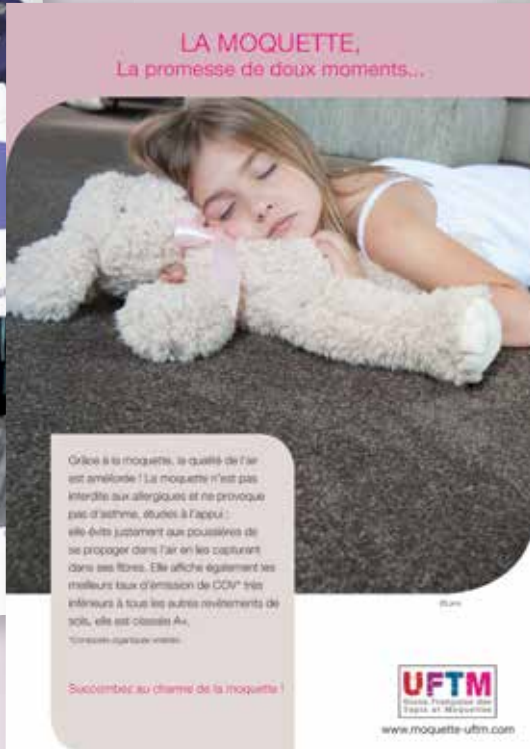 LA MOQUETTE,
La promesse de doux moments...
Grâce à la moquette, la qualité de l'air
est améliorée ! La moquette n'est pas
interdite aux allergiques et ne provoque
pas d'asthme, études à l'appui :
elle évite justement aux poussières de
se propager dans l'air en les capturant
dans ses fibres. Elle affiche également les
meilleurs taux d'émission de COV* très
inférieurs à tous les autres revêtements de
sols, elle est classée A+.
*Composés organiques volatiles
Succombez au charme de la moquette !
UFTM
Union Française des
Tapis et Moquettes
www.moquette-uftm.com